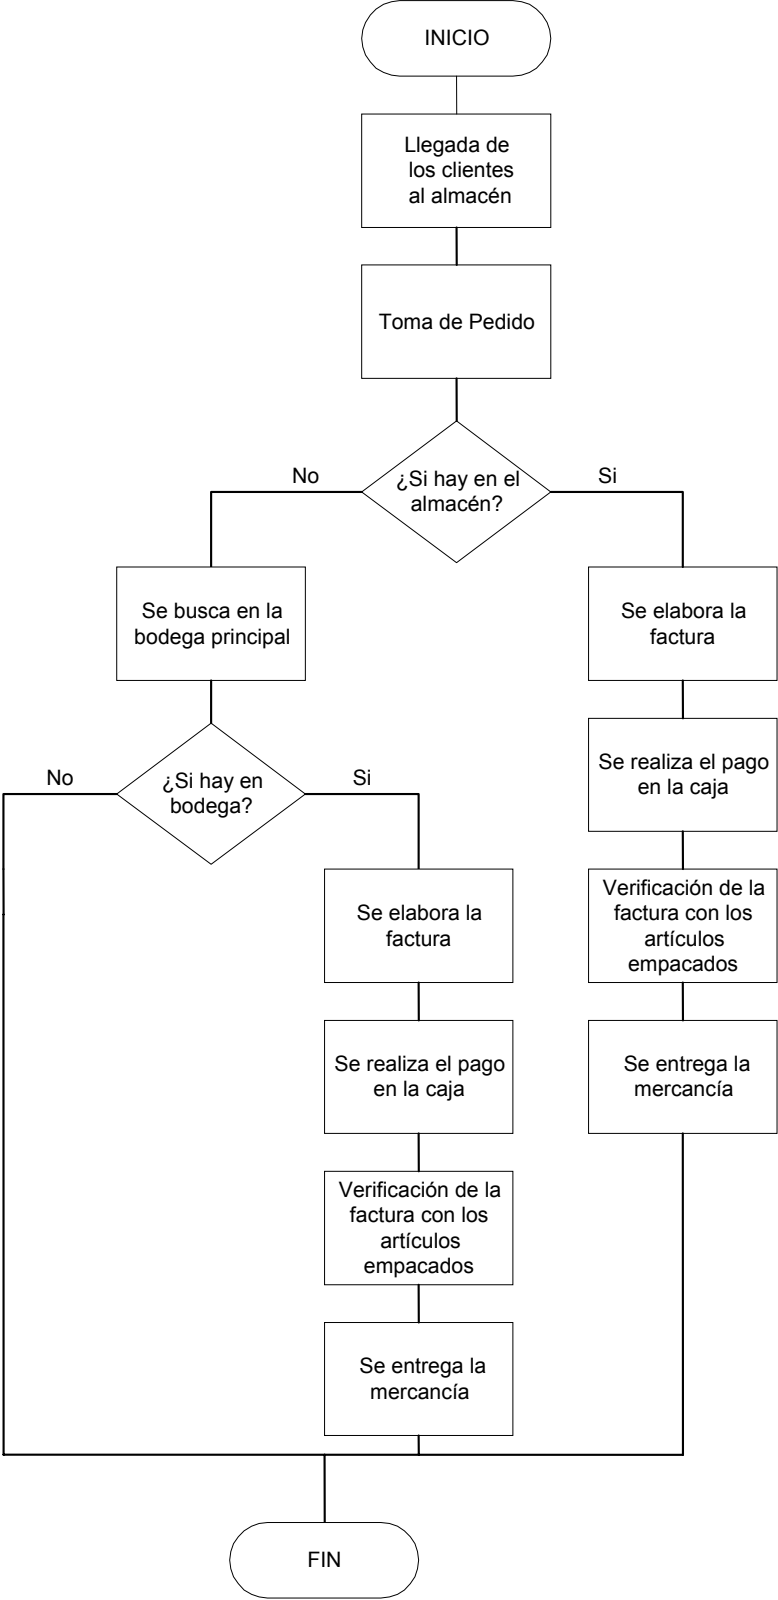 INICIO
Llegada de
los clientes
al almacén
Toma de Pedido
No
¿Si hay en el
almacén?
Si
Se busca en la
bodega principal
Se elabora la
factura
No
¿Si hay en
bodega?
Si
Se realiza el pago
en la caja
Se elabora la
factura
Verificación de la
factura con los
artículos
empacados
Se realiza el pago
en la caja
Se entrega la
mercancía
Verificación de la
factura con los
artículos
empacados
Se entrega la
mercancía
FIN